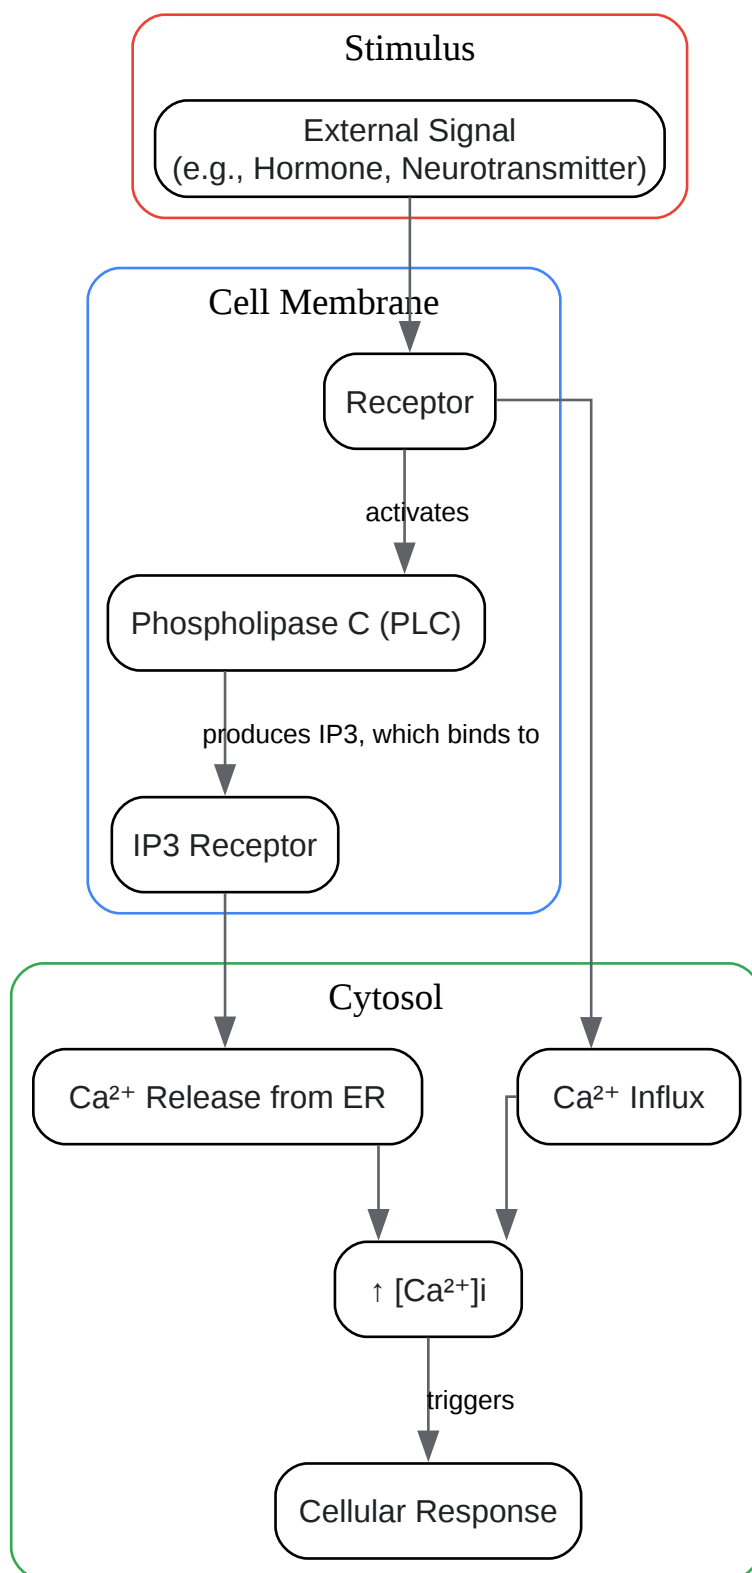 Stimulus
External Signal
(e.g., Hormone, Neurotransmitter)
Cell Membrane
Receptor
activates
Phospholipase C (PLC)
produces IP3, which binds to
IP3 Receptor
Cytosol
Ca²⁺ Release from ER
Ca²⁺ Influx
↑ [Ca²⁺]i
triggers
Cellular Response